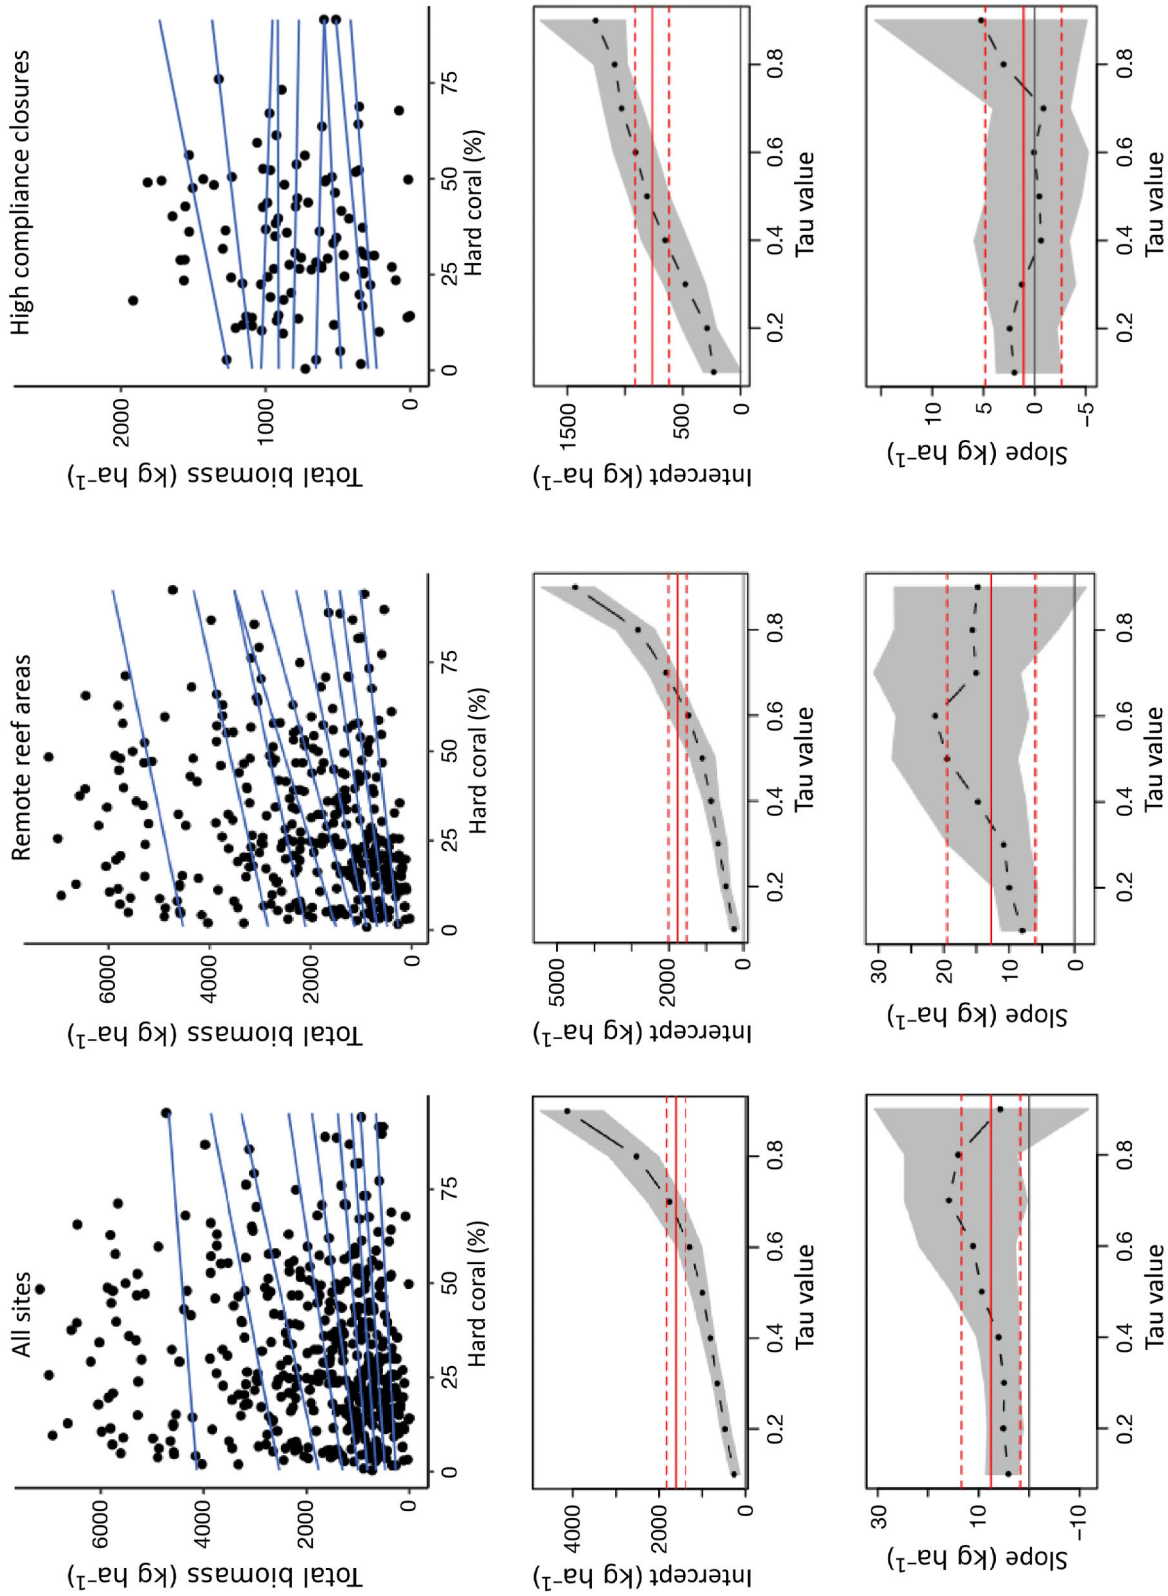 All sites
Total biomass (kg ha⁻¹)
6000
4000
2000
0
0 25 50 75
Hard coral (%)
Remote reef areas
Total biomass (kg ha⁻¹)
6000
4000
2000
0
0 25 50 75
Hard coral (%)
High compliance closures
Total biomass (kg ha⁻¹)
2000
1000
0
0 25 50 75
Hard coral (%)
Intercept (kg ha⁻¹)
4000
2000
0
0.2 0.4 0.6 0.8
Tau value
Intercept (kg ha⁻¹)
5000
2000
0
0.2 0.4 0.6 0.8
Tau value
Intercept (kg ha⁻¹)
1500
500
0
0.2 0.4 0.6 0.8
Tau value
Slope (kg ha⁻¹)
30
10
−10
0.2 0.4 0.6 0.8
Tau value
Slope (kg ha⁻¹)
30
20
10
0
0.2 0.4 0.6 0.8
Tau value
Slope (kg ha⁻¹)
10
5
0
−5
0.2 0.4 0.6 0.8
Tau value